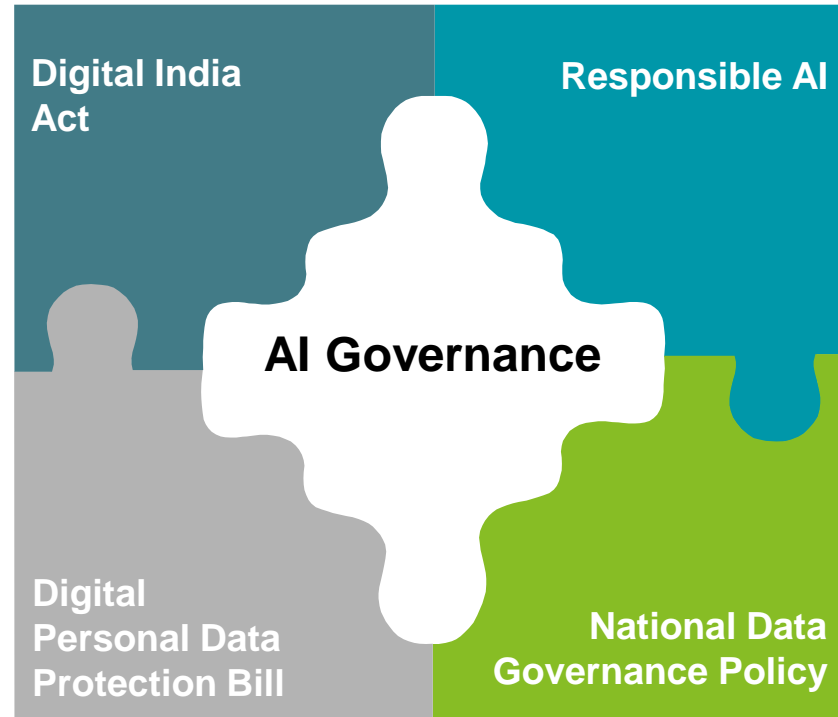 Digital India
Act
Responsible AI
AI Governance
Digital
Personal Data
Protection Bill
National Data
Governance Policy